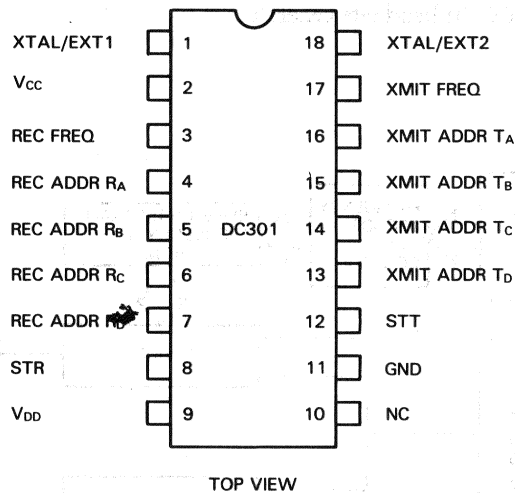 XTAL/EXT1 1 18 XTAL/EXT2
VCC 2 17 XMIT FREQ
REC FREQ 3 16 XMIT ADDR TA
REC ADDR RA 4 15 XMIT ADDR TB
REC ADDR RB 5 DC301 14 XMIT ADDR TC
REC ADDR RC 6 13 XMIT ADDR TD
REC ADDR 7 12 STT
STR 8 11 GND
VDD 9 10 NC
TOP VIEW